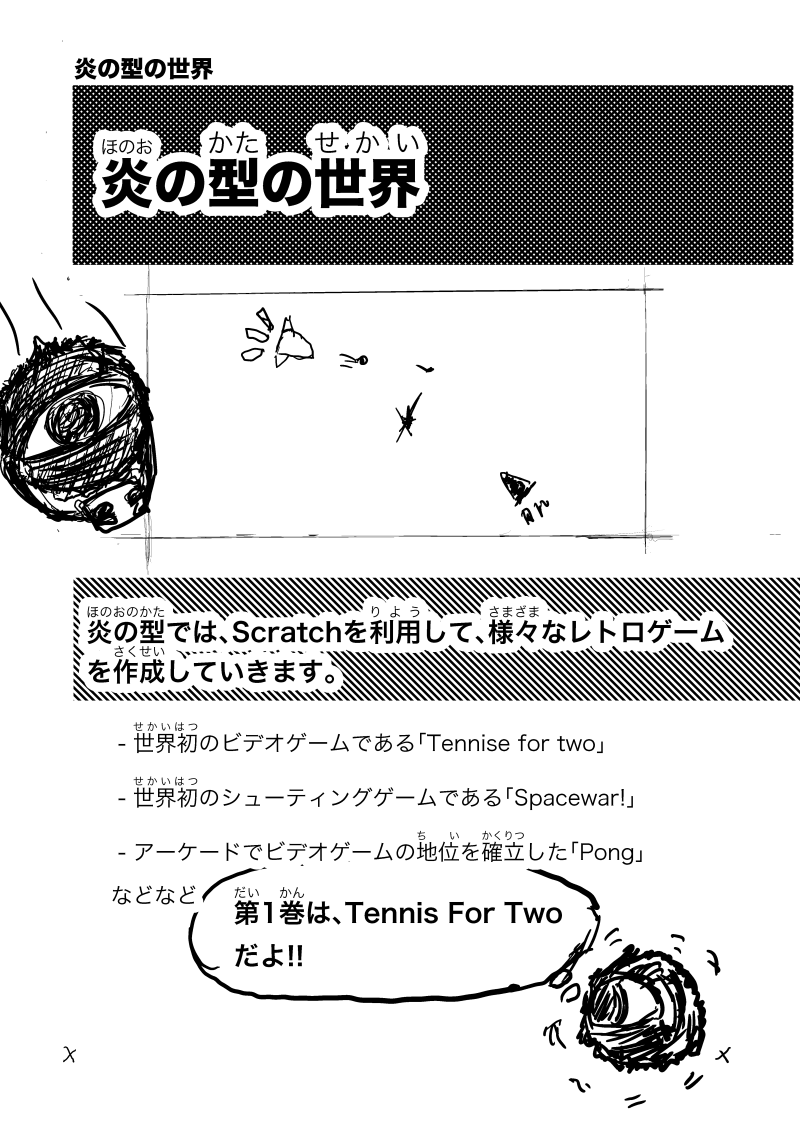 炎の型の世界
ほのお かた せかい
炎の型の世界
ほのおのかた りよう さまざま
炎の型では、Scratchを利用して、様々なレトロゲーム
さくせい
を作成していきます。
せかいはつ
- 世界初のビデオゲームである｢Tennise for two｣
せかいはつ
- 世界初のシューティングゲームである｢Spacewar!｣
ちい かくりつ
- アーケードでビデオゲームの地位を確立した｢Pong｣
などなど
だい かん
第1巻は、Tennis For Two
だよ!!